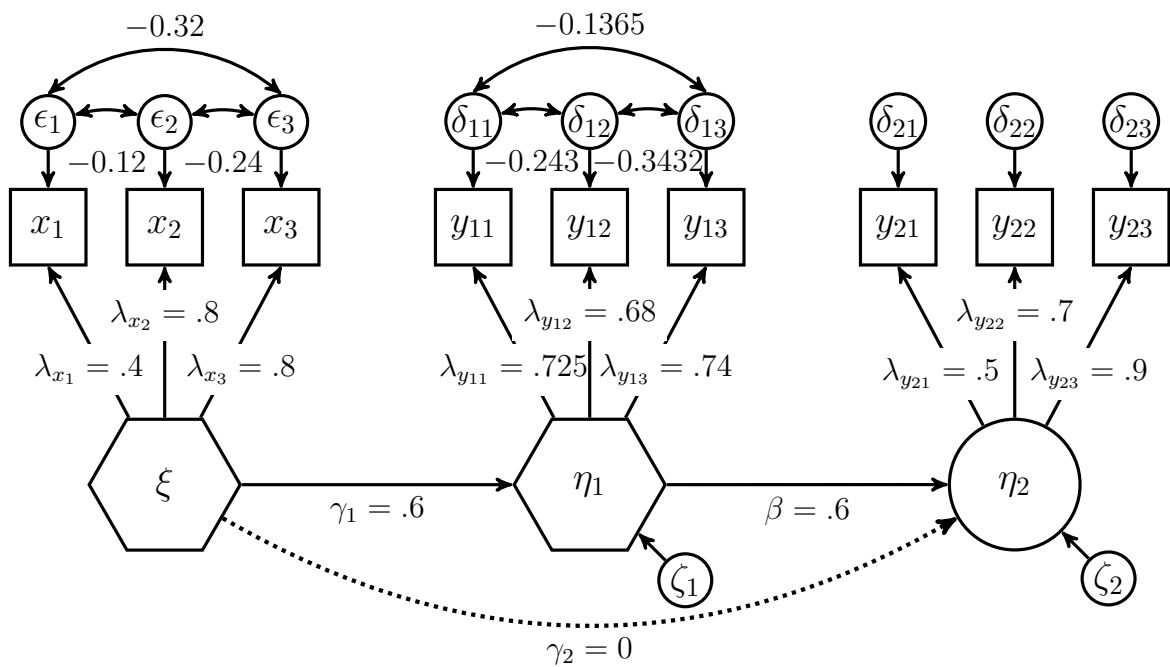 −0.32 −0.1365
ϵ₁ ϵ₂ ϵ₃ δ₁₁ δ₁₂ δ₁₃ δ₂₁ δ₂₂ δ₂₃
−0.12 −0.24 −0.243 −0.3432
x₁ x₂ x₃ y₁₁ y₁₂ y₁₃ y₂₁ y₂₂ y₂₃
λx₂ = .8 λy₁₂ = .68 λy₂₂ = .7
λx₁ = .4 λx₃ = .8 λy₁₁ = .725 λy₁₃ = .74 λy₂₁ = .5 λy₂₃ = .9
ξ η₁ η₂
γ₁ = .6 β = .6
ζ₁ ζ₂
γ₂ = 0